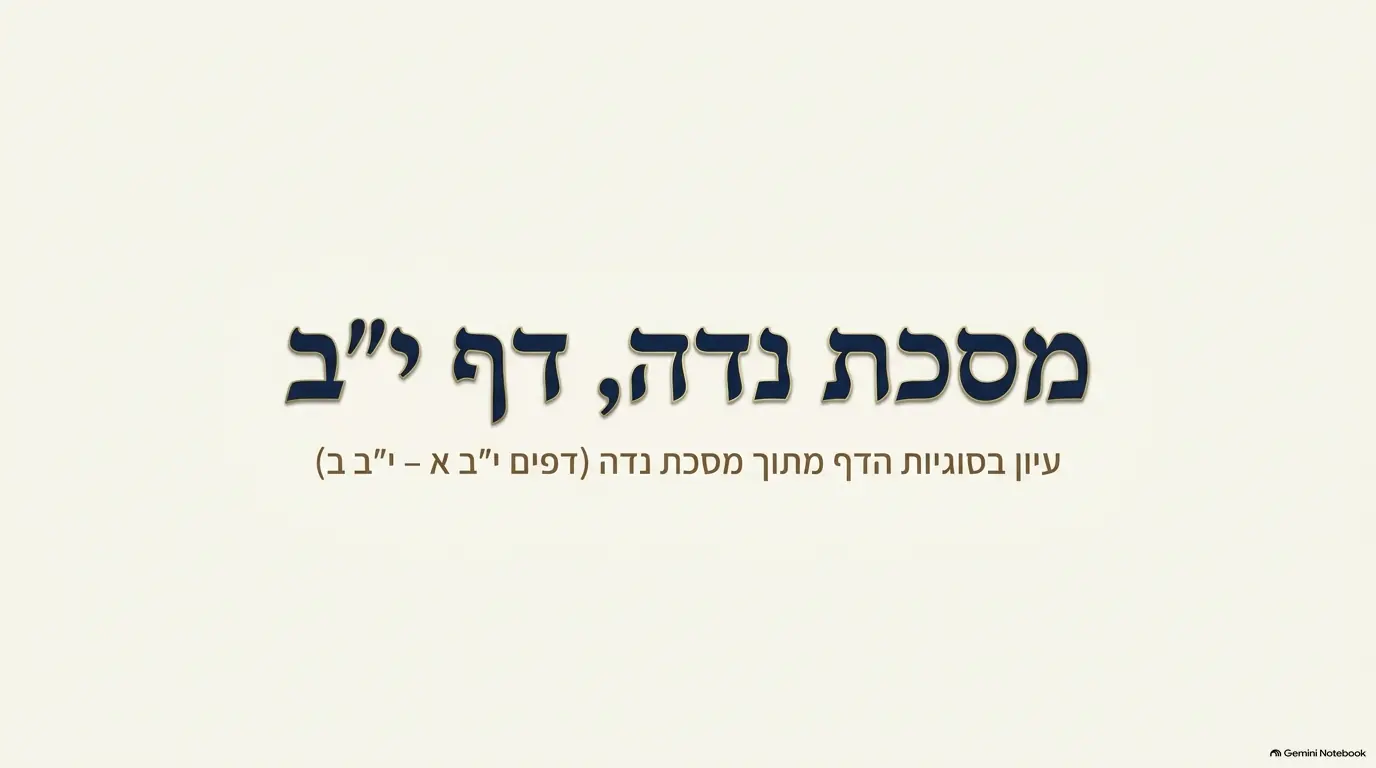 מסכת נדה, דף י"ב
עיון בסוגיות הדף מתוך מסכת נדה (דפים י"ב א – י"ב ב)
Gemini Notebook